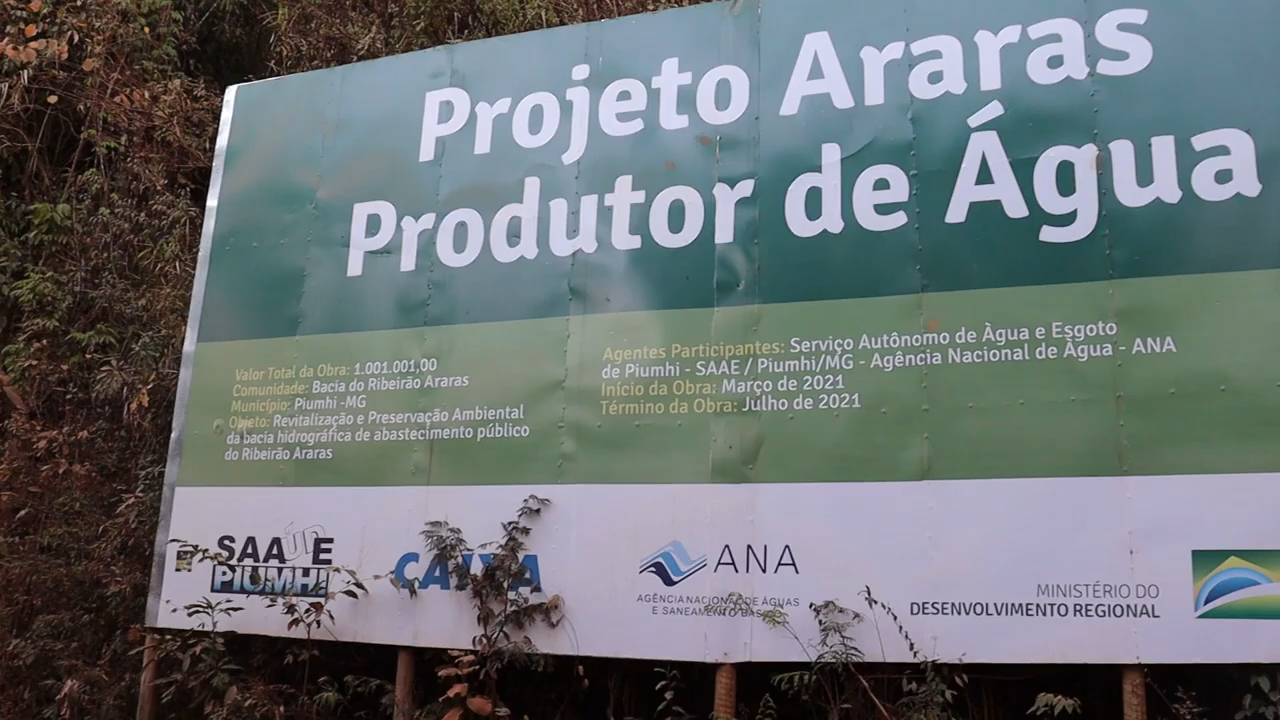 Projeto Araras
Produtor de Água
Valor Total da Obra: 1.001.001,00
Comunidade: Bacia do Ribeirão Araras
Município: Piumhi -MG
Objeto: Revitalização e Preservação Ambiental
da bacia hidrográfica de abastecimento público
do Ribeirão Araras
Agentes Participantes: Serviço Autônomo de Àgua e Esgoto
de Piumhi - SAAE / Piumhi/MG - Agência Nacional de Àgua - ANA
Início da Obra: Março de 2021
Término da Obra: Julho de 2021
SAAE
PIUMHI
CAIXA
ANA
AGÊNCIA NACIONAL DE ÁGUAS
E SANEAMENTO BÁSICO
MINISTÉRIO DO
DESENVOLVIMENTO REGIONAL